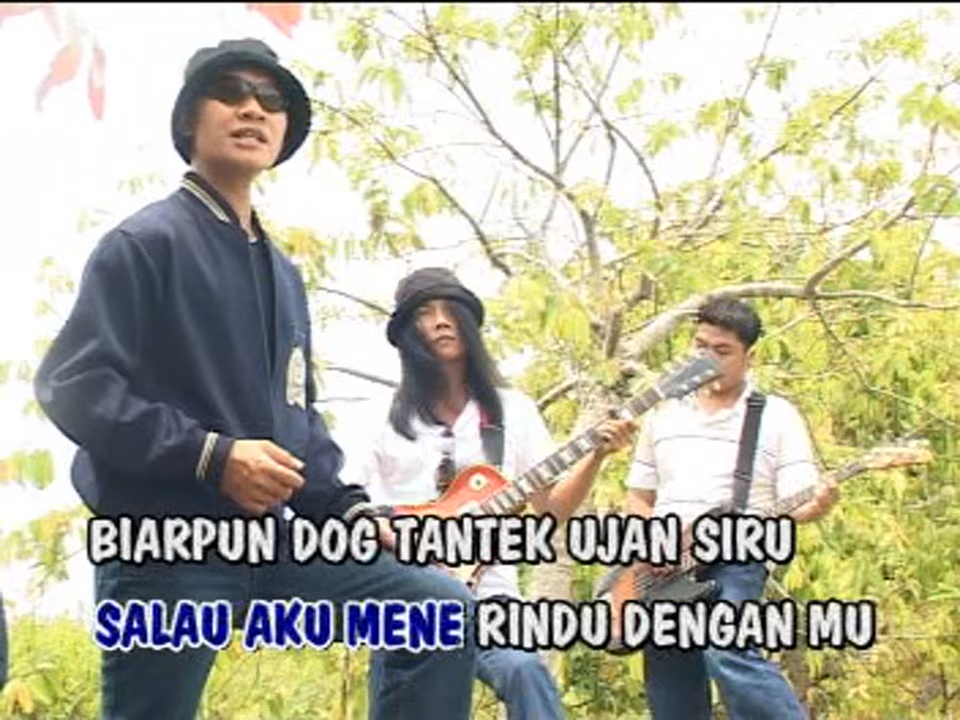 BIARPUN DOG TANTEK UJAN SIRU
SALAU AKU MENE RINDU DENGAN MU